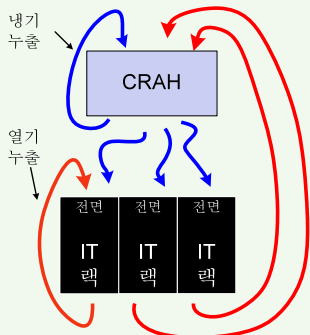 냉기
누출
CRAH
열기
누출
전면 전면 전면
IT IT IT
랙 랙 랙